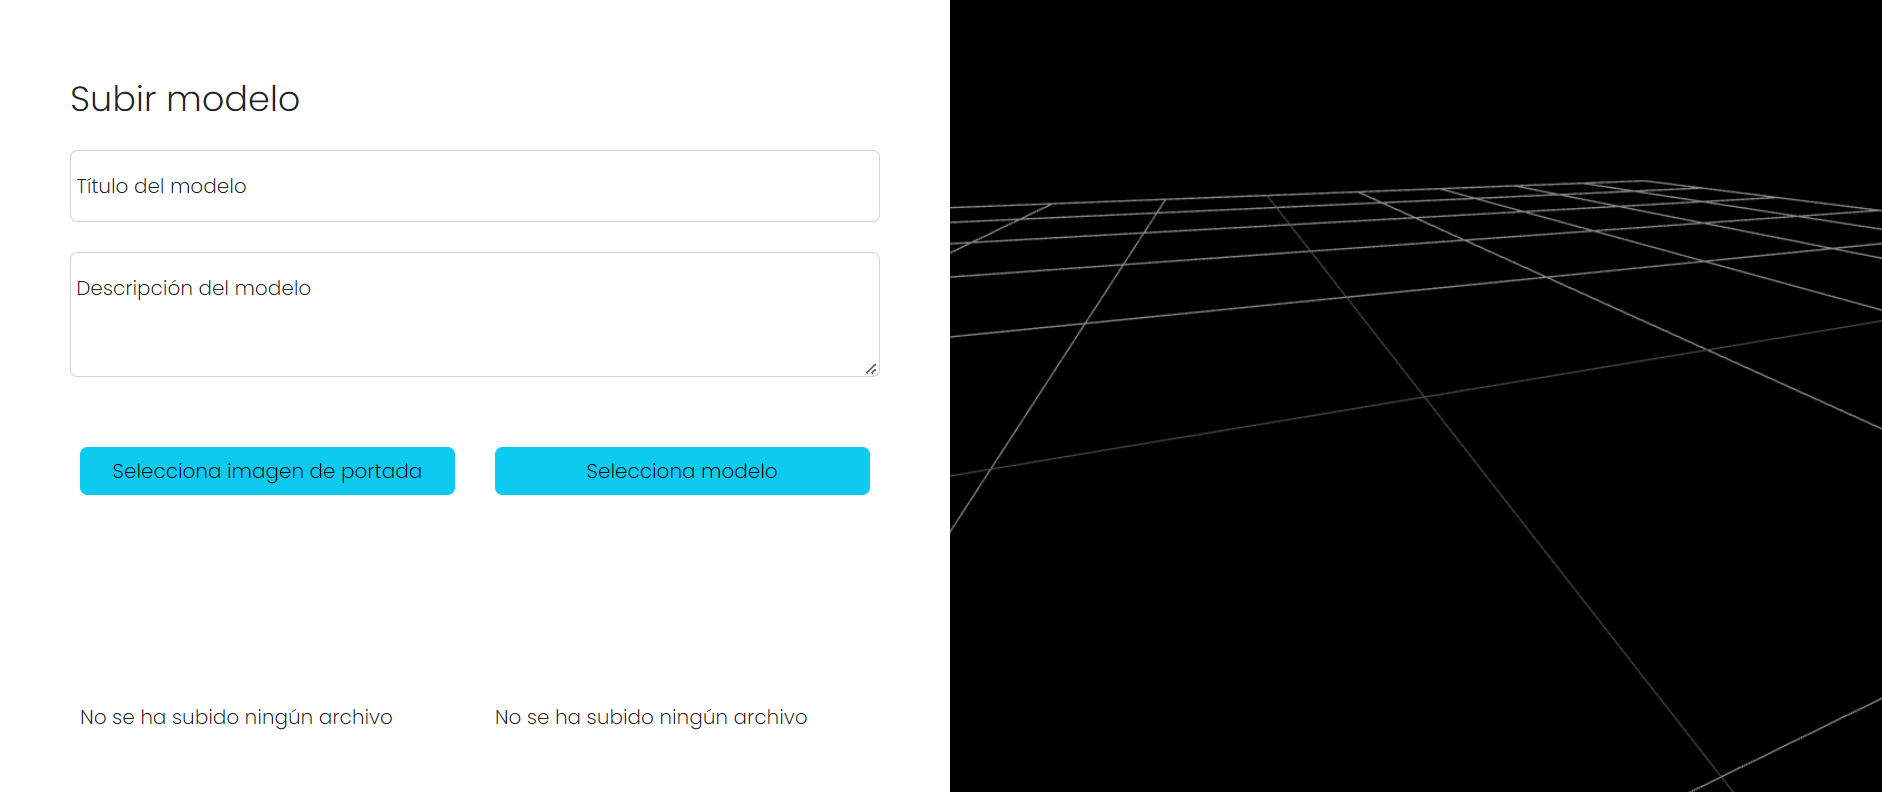 Subir modelo
Título del modelo
Descripción del modelo
Selecciona imagen de portada
Selecciona modelo
No se ha subido ningún archivo
No se ha subido ningún archivo